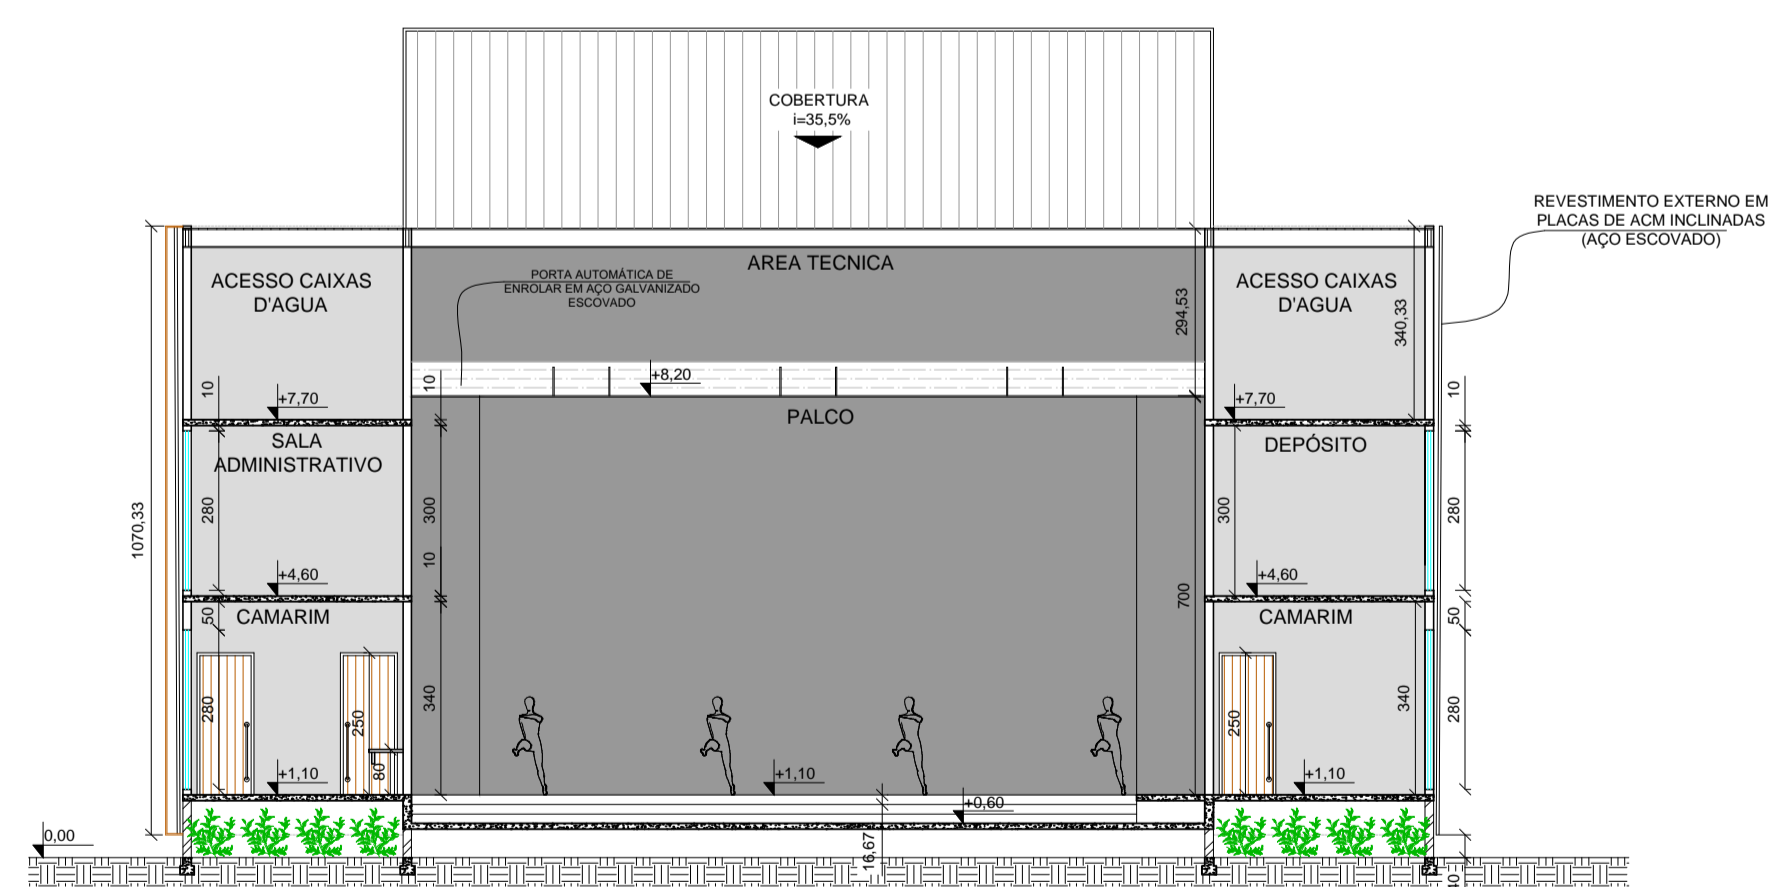 COBERTURA
i=35,5%
REVESTIMENTO EXTERNO EM
PLACAS DE ACM INCLINADAS
(AÇO ESCOVADO)
ACESSO CAIXAS
D'AGUA
AREA TECNICA
PORTA AUTOMÁTICA DE
ENROLAR EM AÇO GALVANIZADO
ESCOVADO
ACESSO CAIXAS
D'AGUA
294,53
340,33
10
+7,70
10
+8,20
+7,70
10
PALCO
SALA
ADMINISTRATIVO
DEPÓSITO
1070,33
280
300
300
280
10
+4,60
700
+4,60
50
CAMARIM
CAMARIM
50
280
250
340
250
340
280
80
+1,10
+1,10
+1,10
+0,60
0,00
16,67
40